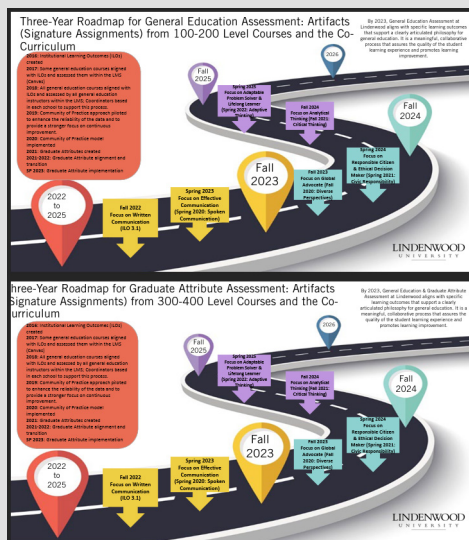 Three-Year Roadmap for General Education Assessment: Artifacts
(Signature Assignments) from 100-200 Level Courses and the Co-
Curriculum
By 2023, General Education Assessment at
Lindenwood aligns with specific learning outcomes
that support a clearly articulated philosophy for
general education. It is a meaningful, collaborative
process that assures the quality of the student
learning experience and promotes learning
improvement.
2016: Institutional Learning Outcomes (ILOs)
created
2017: Some general education courses aligned
with ILOs and assessed them within the LMS
(Canvas)
2018: All general education courses aligned
with ILOs and assessed by all general education
instructors within the LMS; Coordinators based
in each school to support this process.
2019: Community of Practice approach piloted
to enhance the reliability of the data and to
provide a stronger focus on continuous
improvement.
2020: Community of Practice model
implemented
2021: Graduate Attributes created
2021-2022: Graduate Attribute alignment and
transition
SP 2023: Graduate Attribute implementation
2026
Fall
2025
Spring 2025
Focus on Adaptable
Problem Solver &
Lifelong Learner
(Spring 2022: Adaptive
Thinking)
Fall 2024
Focus on Analytical
Thinking (Fall 2021:
Critical Thinking)
Fall
2024
Spring 2024
Focus on
Responsible Citizen
& Ethical Decision
Maker (Spring 2021:
Civic Responsibility)
Fall 2023
Focus on Global
Advocate (Fall
2020: Diverse
Perspectives)
Fall
2023
Spring 2023
Focus on Effective
Communication
(Spring 2020: Spoken
Communication)
Fall 2022
Focus on Written
Communication
(ILO 3.1)
2022
to
2025
LINDENWOOD
UNIVERSITY
hree-Year Roadmap for Graduate Attribute Assessment: Artifacts
Signature Assignments) from 300-400 Level Courses and the Co-
urriculum
By 2023, General Education & Graduate Attribute
Assessment at Lindenwood aligns with specific
learning outcomes that support a clearly
articulated philosophy for general education. It is a
meaningful, collaborative process that assures the
quality of the student learning experience and
promotes learning improvement.
2016: Institutional Learning Outcomes (ILOs)
created
2017: Some general education courses aligned
with ILOs and assessed them within the LMS
(Canvas)
2018: All general education courses aligned
with ILOs and assessed by all general education
instructors within the LMS; Coordinators based
in each school to support this process.
2019: Community of Practice approach piloted
to enhance the reliability of the data and to
provide a stronger focus on continuous
improvement.
2020: Community of Practice model
implemented
2021: Graduate Attributes created
2021-2022: Graduate Attribute alignment and
transition
SP 2023: Graduate Attribute implementation
2026
Fall
2025
Spring 2025
Focus on Adaptable
Problem Solver &
Lifelong Learner
(Spring 2022: Adaptive
Thinking)
Fall 2024
Focus on Analytical
Thinking (Fall 2021:
Critical Thinking)
Fall
2024
Spring 2024
Focus on
Responsible Citizen
& Ethical Decision
Maker (Spring 2021:
Civic Responsibility)
Fall 2023
Focus on Global
Advocate (Fall
2020: Diverse
Perspectives)
Fall
2023
Spring 2023
Focus on Effective
Communication
(Spring 2020: Spoken
Communication)
Fall 2022
Focus on Written
Communication
(ILO 3.1)
2022
to
2025
LINDENWOOD
UNIVERSITY